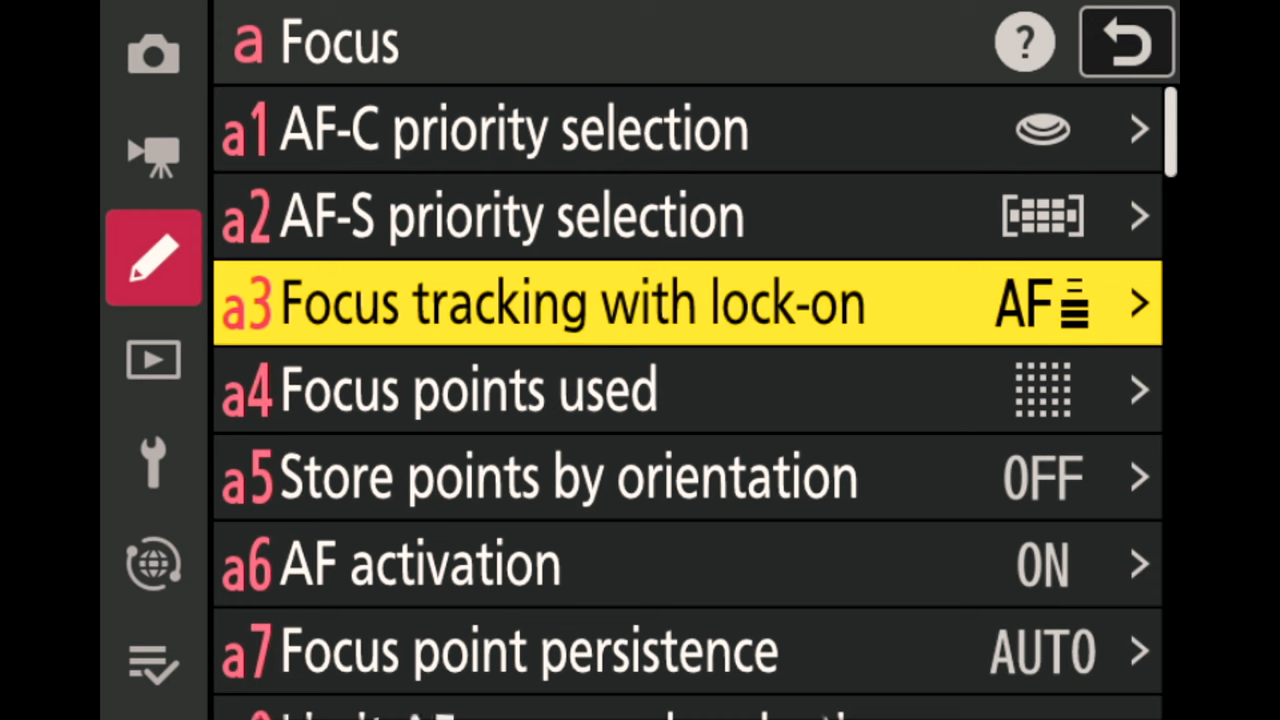 a Focus ?
a1 AF-C priority selection >
a2 AF-S priority selection >
a3 Focus tracking with lock-on AF >
a4 Focus points used >
a5 Store points by orientation OFF >
a6 AF activation ON >
a7 Focus point persistence AUTO >